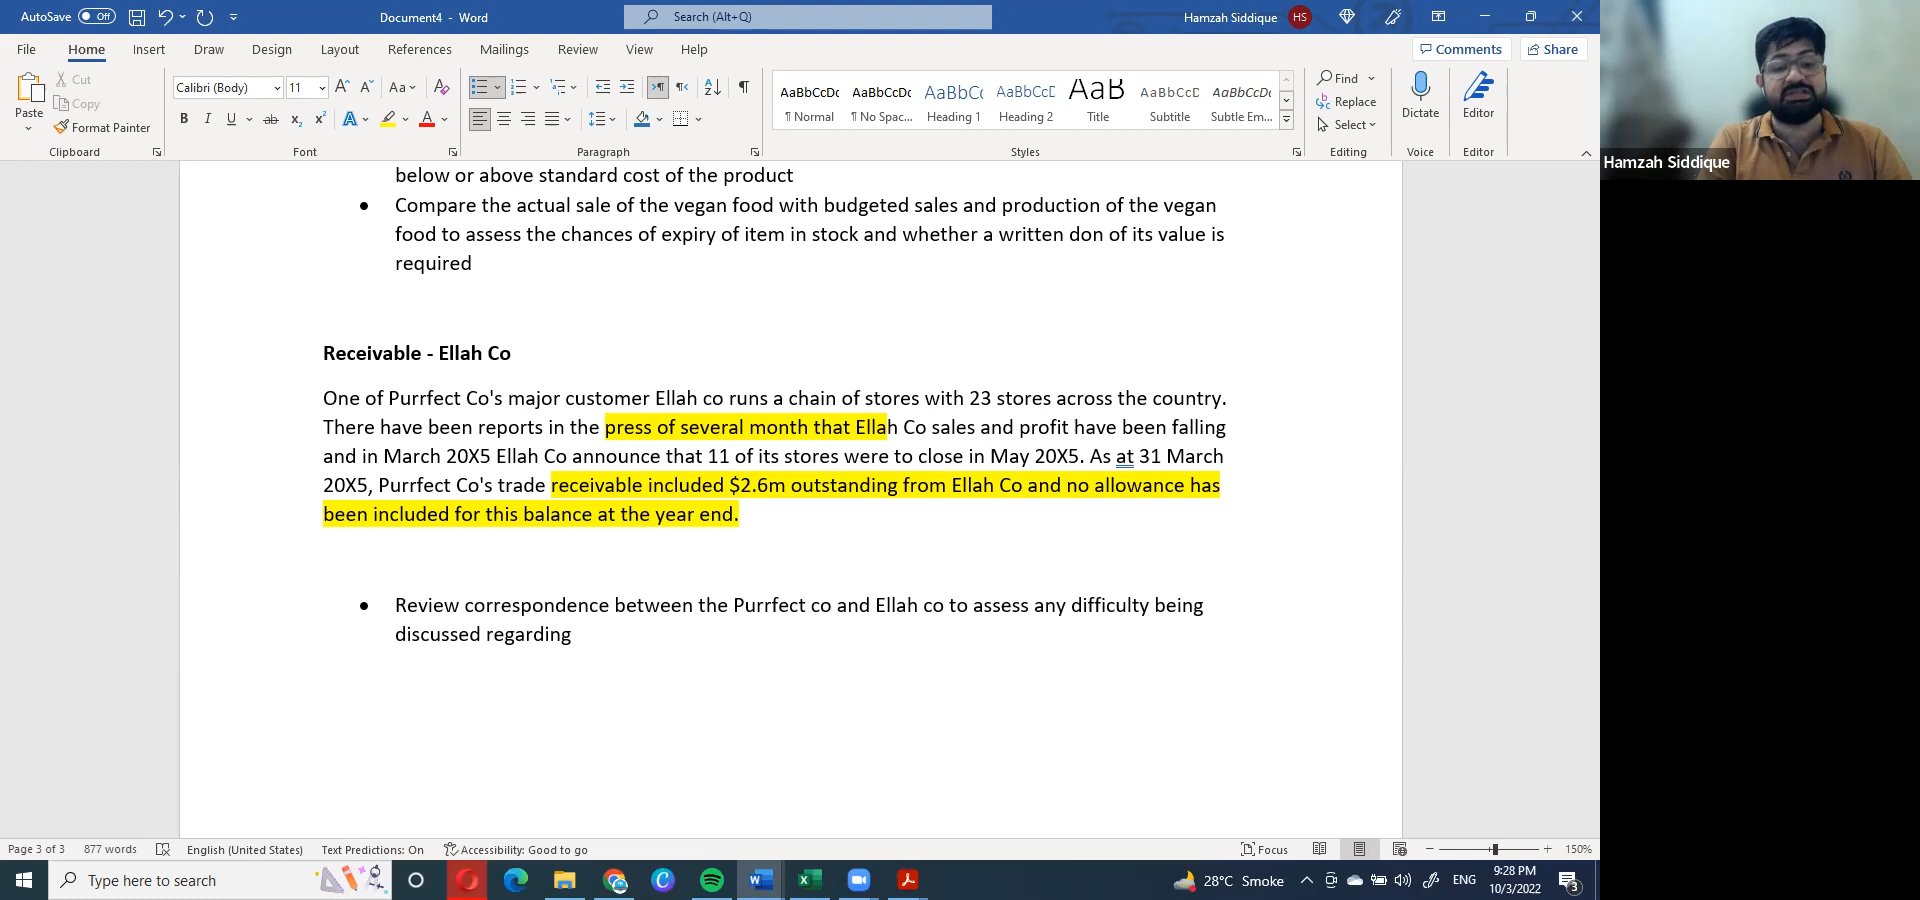 AutoSave Off Document4 - Word Search (Alt+Q) Hamzah Siddique HS
File Home Insert Draw Design Layout References Mailings Review View Help Comments Share
Paste Cut Copy Format Painter
Calibri (Body) 11 Aa
B I U ab x₂ x² A A
AaBbCcDc AaBbCcDc AaBbCc AaBbCcD AaB AaBbCcD AaBbCcDc
¶ Normal ¶ No Spac... Heading 1 Heading 2 Title Subtitle Subtle Em...
Find Replace Select Dictate Editor
Clipboard Font Paragraph Styles Editing Voice Editor
Hamzah Siddique
below or above standard cost of the product
• Compare the actual sale of the vegan food with budgeted sales and production of the vegan
food to assess the chances of expiry of item in stock and whether a written don of its value is
required
Receivable - Ellah Co
One of Purrfect Co's major customer Ellah co runs a chain of stores with 23 stores across the country.
There have been reports in the press of several month that Ellah Co sales and profit have been falling
and in March 20X5 Ellah Co announce that 11 of its stores were to close in May 20X5. As at 31 March
20X5, Purrfect Co's trade receivable included $2.6m outstanding from Ellah Co and no allowance has
been included for this balance at the year end.
• Review correspondence between the Purrfect co and Ellah co to assess any difficulty being
discussed regarding
Page 3 of 3 877 words English (United States) Text Predictions: On Accessibility: Good to go Focus 150%
Type here to search 28°C Smoke ENG 9:28 PM
10/3/2022 3